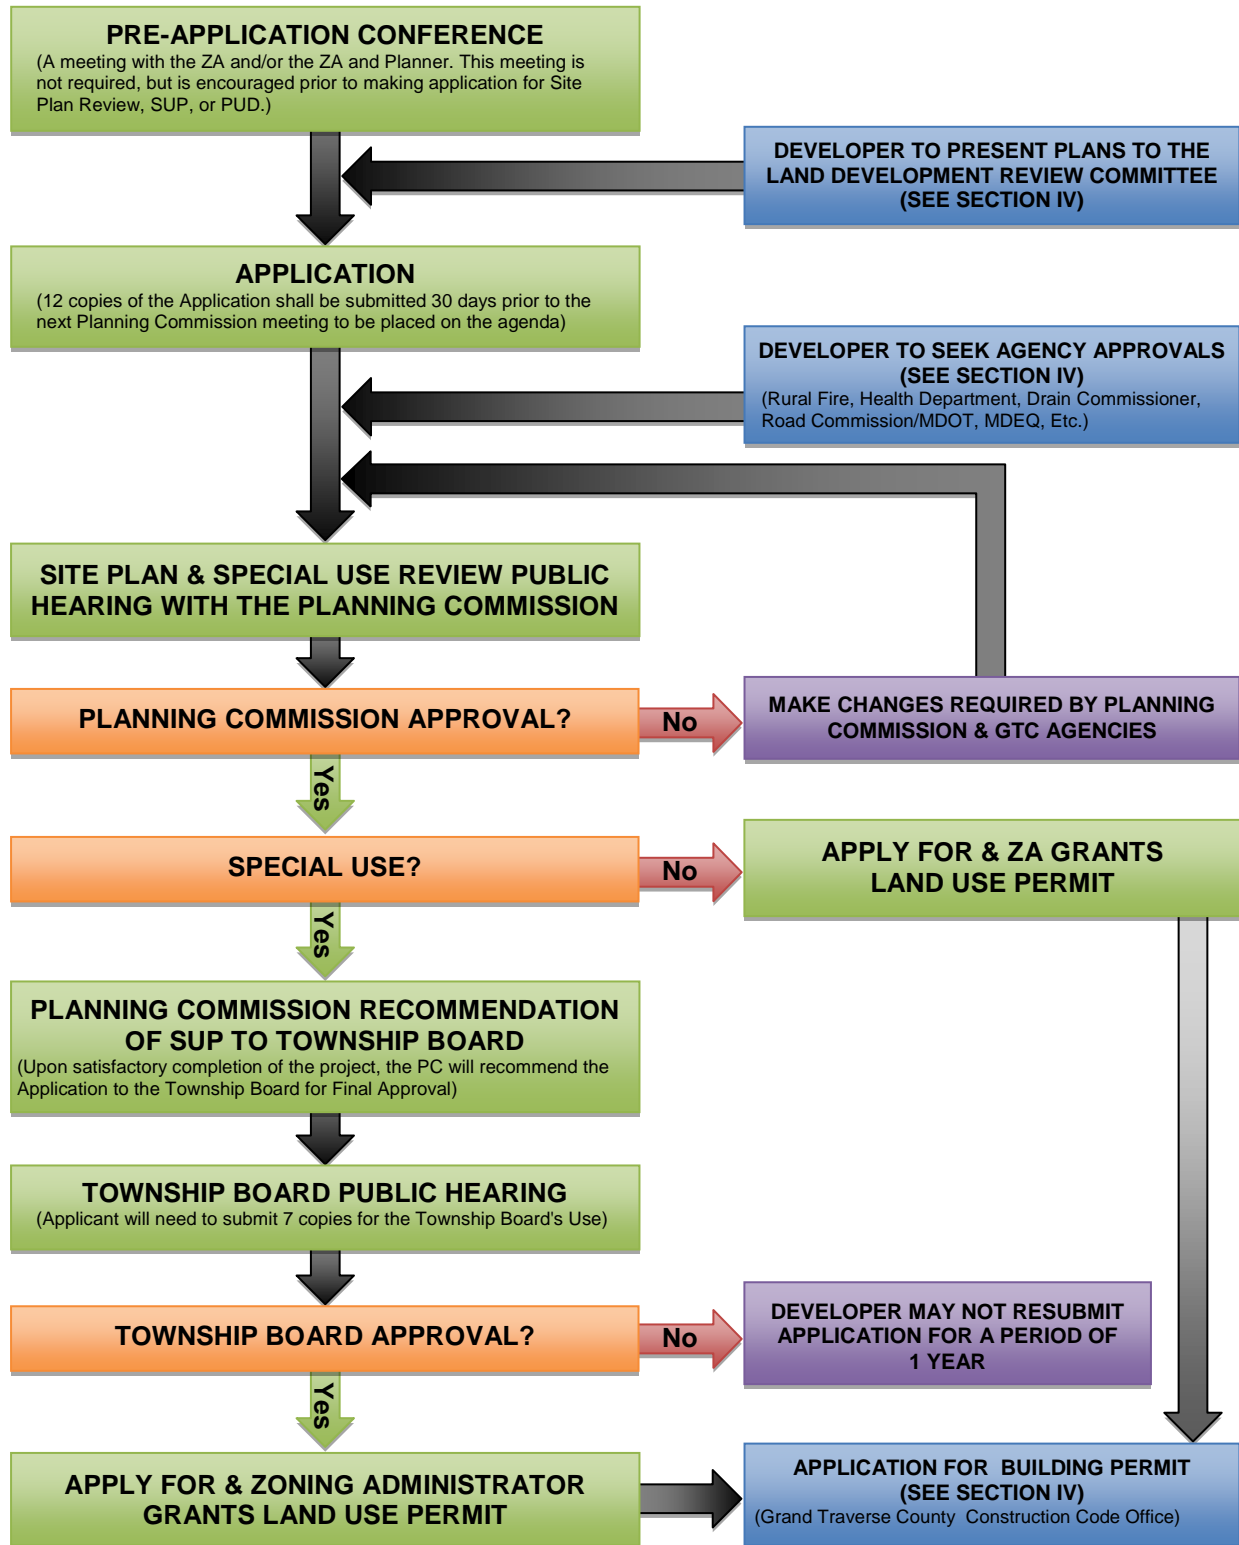 PRE-APPLICATION CONFERENCE
(A meeting with the ZA and/or the ZA and Planner. This meeting is
not required, but is encouraged prior to making application for Site
Plan Review, SUP, or PUD.)
DEVELOPER TO PRESENT PLANS TO THE
LAND DEVELOPMENT REVIEW COMMITTEE
(SEE SECTION IV)
APPLICATION
(12 copies of the Application shall be submitted 30 days prior to the
next Planning Commission meeting to be placed on the agenda)
DEVELOPER TO SEEK AGENCY APPROVALS
(SEE SECTION IV)
(Rural Fire, Health Department, Drain Commissioner,
Road Commission/MDOT, MDEQ, Etc.)
SITE PLAN & SPECIAL USE REVIEW PUBLIC
HEARING WITH THE PLANNING COMMISSION
PLANNING COMMISSION APPROVAL?
No
MAKE CHANGES REQUIRED BY PLANNING
COMMISSION & GTC AGENCIES
Yes
SPECIAL USE?
No
APPLY FOR & ZA GRANTS
LAND USE PERMIT
Yes
PLANNING COMMISSION RECOMMENDATION
OF SUP TO TOWNSHIP BOARD
(Upon satisfactory completion of the project, the PC will recommend the
Application to the Township Board for Final Approval)
TOWNSHIP BOARD PUBLIC HEARING
(Applicant will need to submit 7 copies for the Township Board's Use)
TOWNSHIP BOARD APPROVAL?
No
DEVELOPER MAY NOT RESUBMIT
APPLICATION FOR A PERIOD OF
1 YEAR
Yes
APPLY FOR & ZONING ADMINISTRATOR
GRANTS LAND USE PERMIT
APPLICATION FOR BUILDING PERMIT
(SEE SECTION IV)
(Grand Traverse County Construction Code Office)